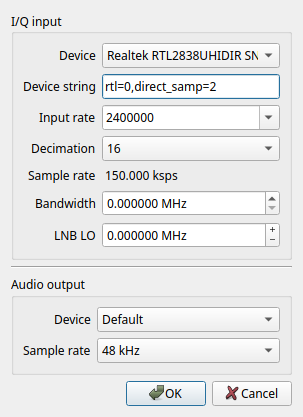 I/Q input
Device Realtek RTL2838UHIDIR SN
Device string rtl=0,direct_samp=2
Input rate 2400000
Decimation 16
Sample rate 150.000 ksps
Bandwidth 0.000000 MHz
LNB LO 0.000000 MHz
Audio output
Device Default
Sample rate 48 kHz
OK Cancel